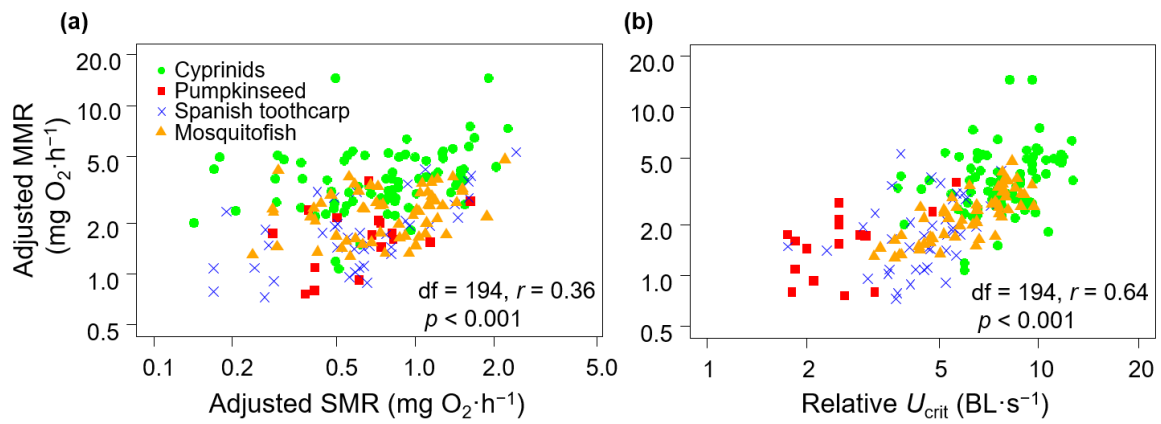 (a)
Adjusted MMR
(mg O₂·h⁻¹)
20.0
10.0
5.0
2.0
1.0
0.5
Cyprinids
Pumpkinseed
Spanish toothcarp
Mosquitofish
df = 194, r = 0.36
p < 0.001
0.1 0.2 0.5 1.0 2.0 5.0
Adjusted SMR (mg O₂·h⁻¹)
(b)
20.0
10.0
5.0
2.0
1.0
0.5
df = 194, r = 0.64
p < 0.001
1 2 5 10 20
Relative Ucrit (BL·s⁻¹)